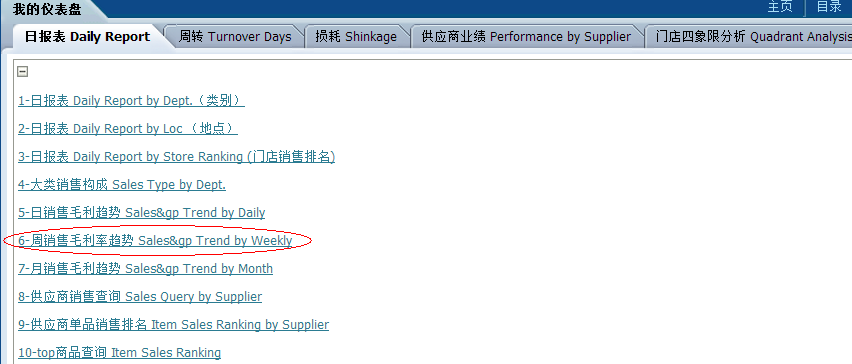 我的仪表盘
主页 目录
日报表 Daily Report 周转 Turnover Days 损耗 Shinkage 供应商业绩 Performance by Supplier 门店四象限分析 Quadrant Analysis
1-日报表 Daily Report by Dept.（类别）
2-日报表 Daily Report by Loc （地点）
3-日报表 Daily Report by Store Ranking (门店销售排名)
4-大类销售构成 Sales Type by Dept.
5-日销售毛利趋势 Sales&gp Trend by Daily
6-周销售毛利率趋势 Sales&gp Trend by Weekly
7-月销售毛利趋势 Sales&gp Trend by Month
8-供应商销售查询 Sales Query by Supplier
9-供应商单品销售排名 Item Sales Ranking by Supplier
10-top商品查询 Item Sales Ranking